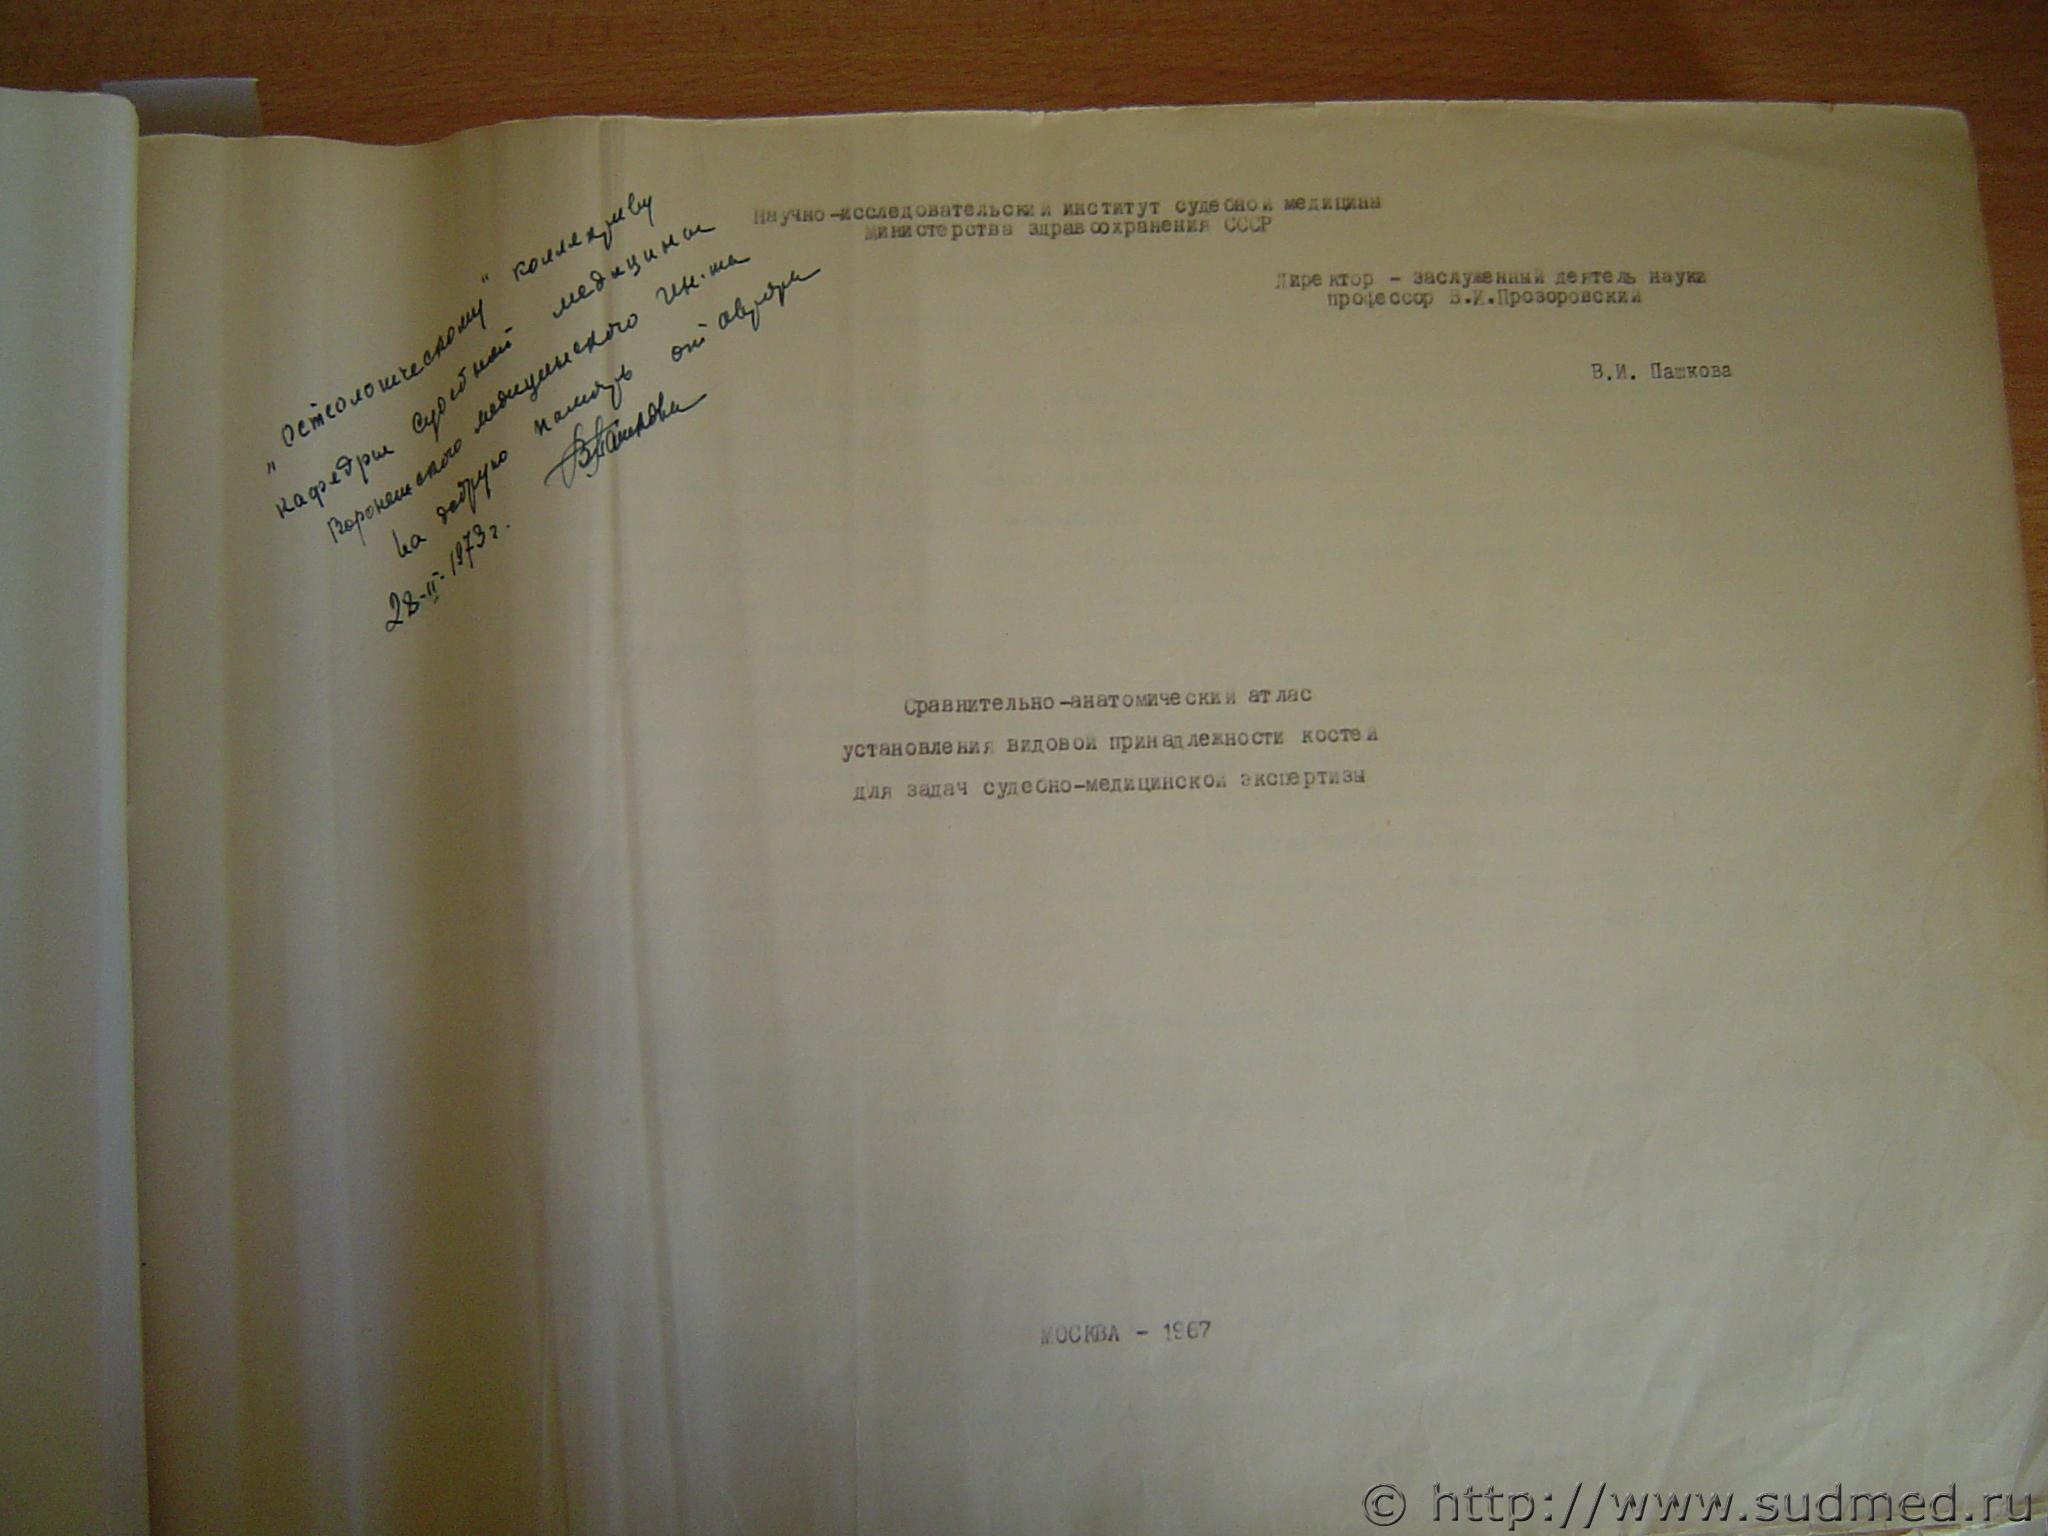 „Остеологическому" коллективу
кафедры судебной медицины
Воронежского медицинского ин-та
на добрую память от автора
ВПашкова
28-II-1973г.
Научно-исследовательский институт судебной медицины
Министерства здравоохранения СССР
Директор - заслуженный деятель науки
профессор В.И.Прозоровский
В.И. Пашкова
Сравнительно-анатомический атлас
установления видовой принадлежности костей
для задач судебно-медицинской экспертизы
МОСКВА - 1967
© http://www.sudmed.ru